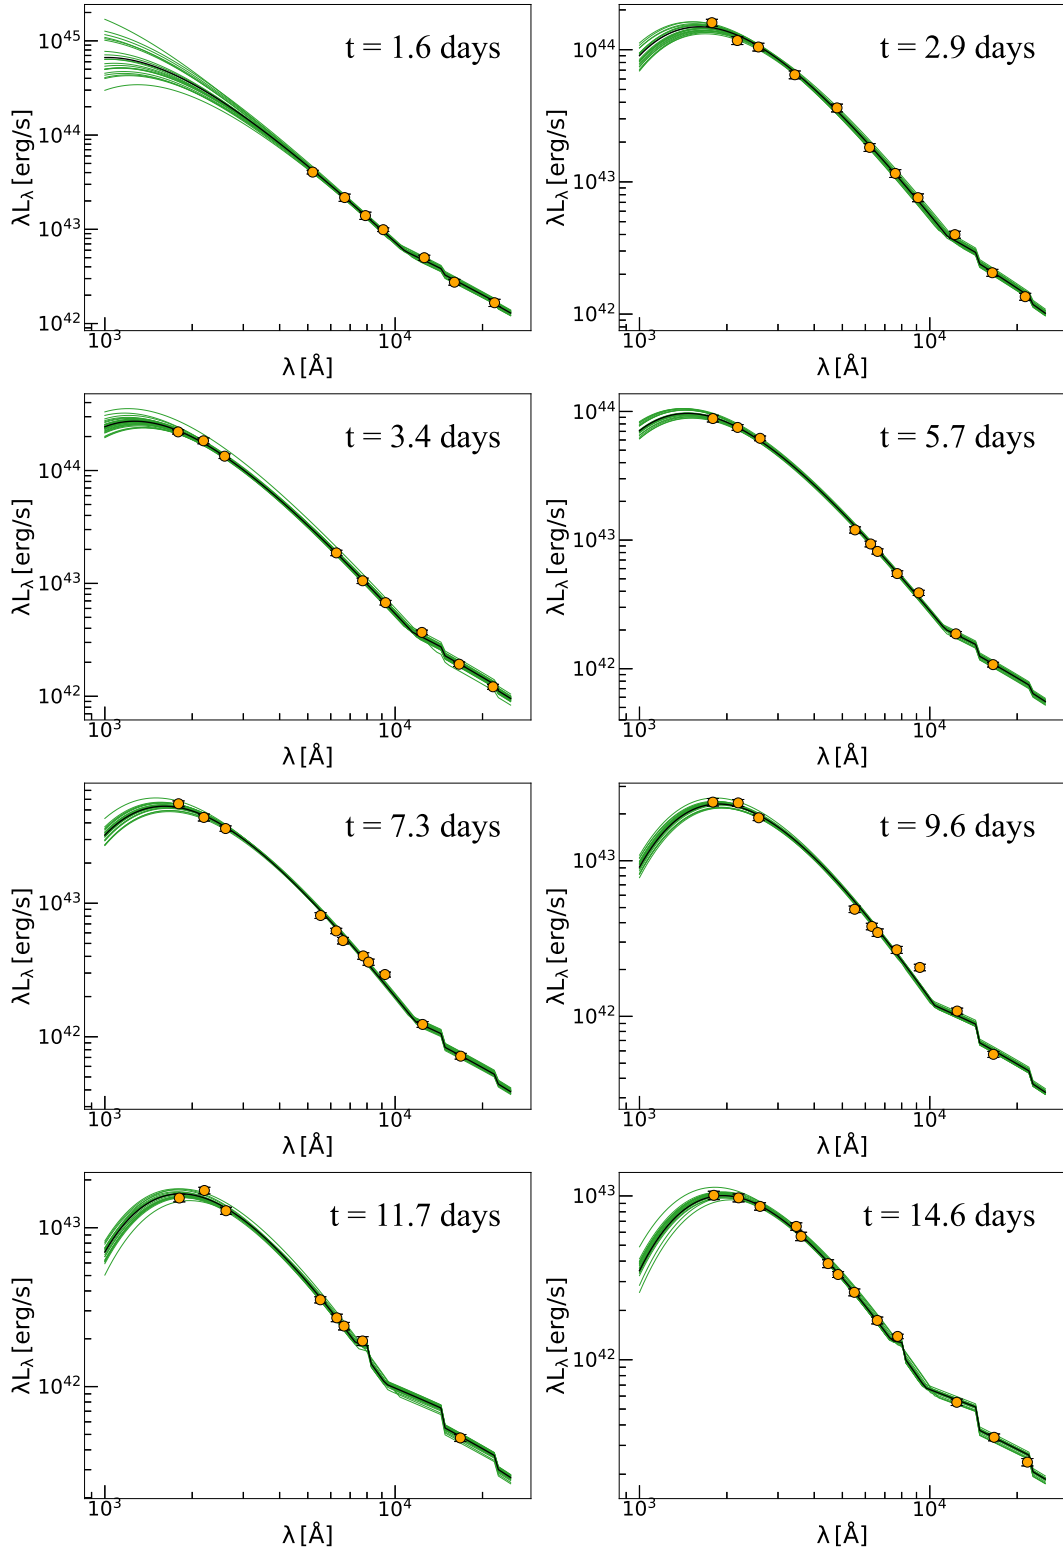 10^45
10^44
10^43
10^42
λL_λ [erg/s]
t = 1.6 days
10^3
10^4
λ [Å]
10^44
10^43
10^42
λL_λ [erg/s]
t = 2.9 days
10^3
10^4
λ [Å]
10^44
10^43
10^42
λL_λ [erg/s]
t = 3.4 days
10^3
10^4
λ [Å]
10^44
10^43
10^42
λL_λ [erg/s]
t = 5.7 days
10^3
10^4
λ [Å]
10^43
10^42
λL_λ [erg/s]
t = 7.3 days
10^3
10^4
λ [Å]
10^43
10^42
λL_λ [erg/s]
t = 9.6 days
10^3
10^4
λ [Å]
10^43
10^42
λL_λ [erg/s]
t = 11.7 days
10^3
10^4
λ [Å]
10^43
10^42
λL_λ [erg/s]
t = 14.6 days
10^3
10^4
λ [Å]